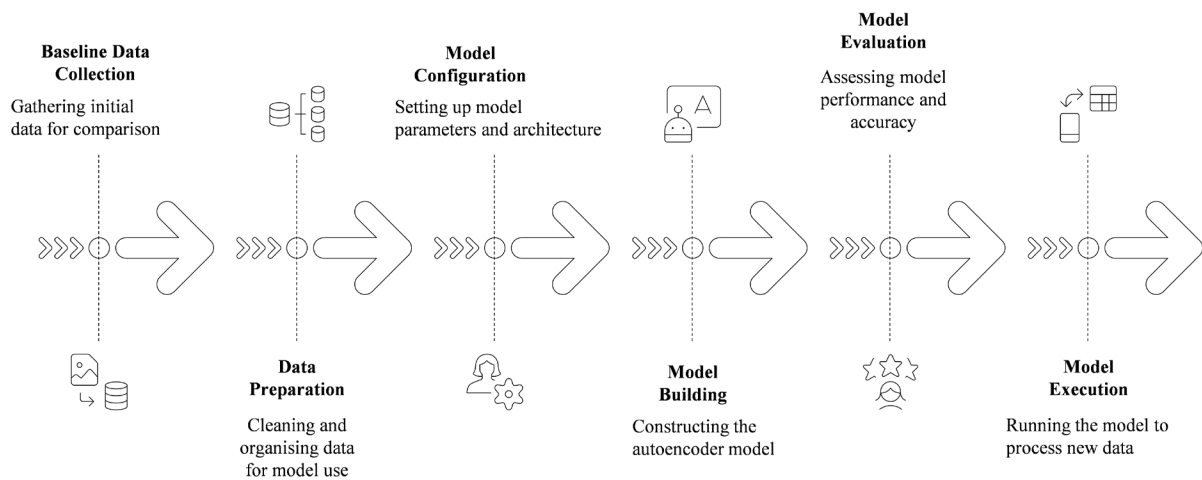 Baseline Data
Collection
Gathering initial
data for comparison
Data
Preparation
Cleaning and
organising data
for model use
Model
Configuration
Setting up model
parameters and architecture
A
Model
Building
Constructing the
autoencoder model
Model
Evaluation
Assessing model
performance and
accuracy
Model
Execution
Running the model to
process new data